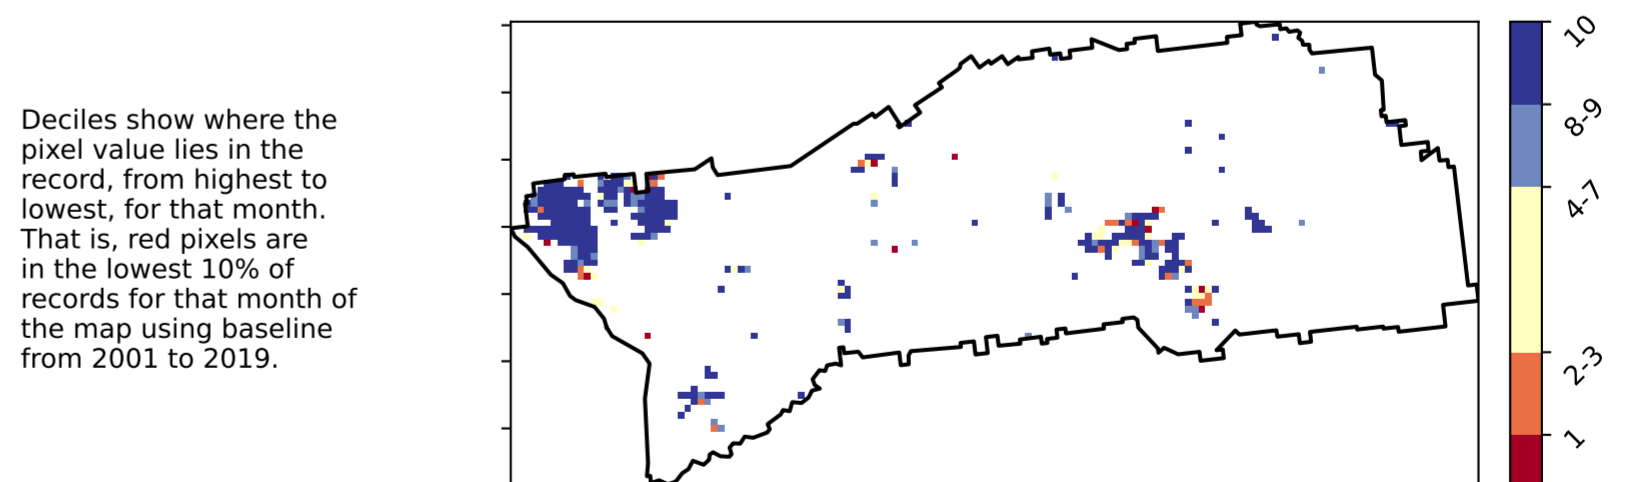 Deciles show where the
pixel value lies in the
record, from highest to
lowest, for that month.
That is, red pixels are
in the lowest 10% of
records for that month of
the map using baseline
from 2001 to 2019.
10
8-9
4-7
2-3
1